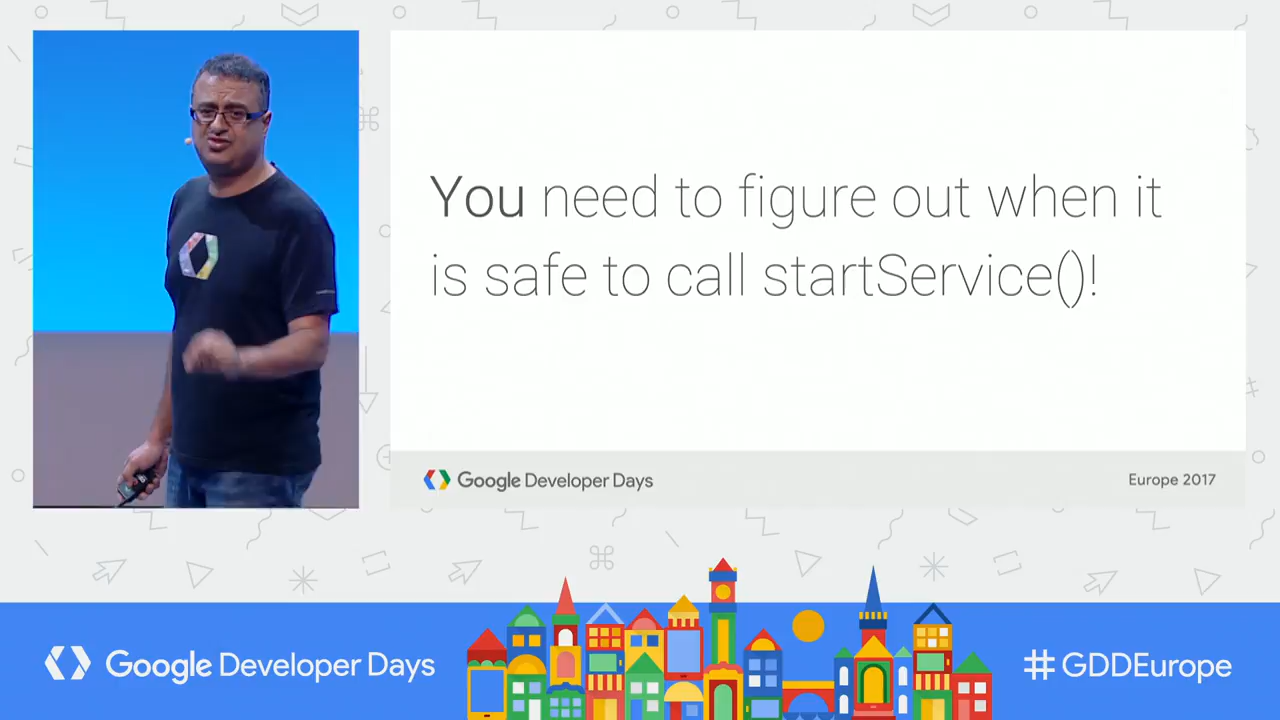 You need to figure out when it
is safe to call startService()!
Google Developer Days
Europe 2017
Google Developer Days
#GDDEurope